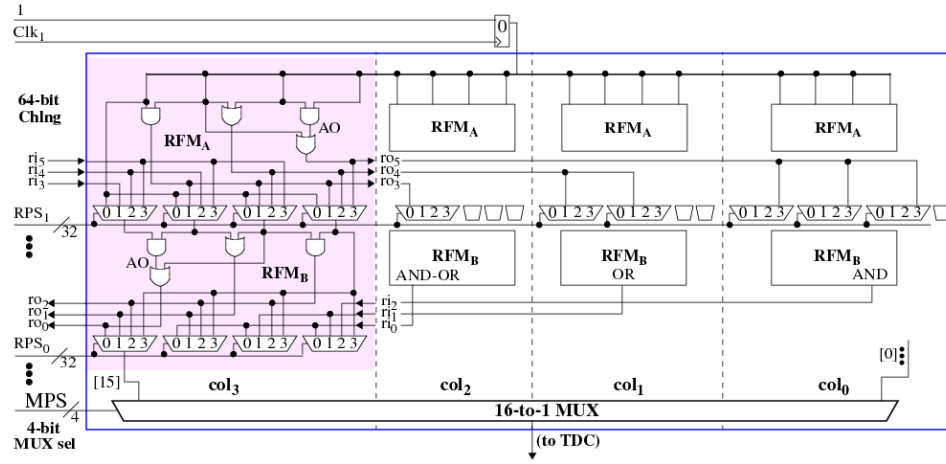 1
Clk1
0
64-bit
Chlng
AO
RFMA
RFMA
RFMA
RFMA
ri5
ri4
ri3
ro5
ro4
ro3
RPS1
32
0 1 2 3
0 1 2 3
0 1 2 3
0 1 2 3
0 1 2 3
0 1 2 3
0 1 2 3
0 1 2 3
0 1 2 3
0 1 2 3
AO
RFMB
RFMB
AND-OR
RFMB
OR
RFMB
AND
ro2
ro1
ro0
ri2
ri1
ri0
RPS0
32
0 1 2 3
0 1 2 3
0 1 2 3
0 1 2 3
[15]
[0]
col3
col2
col1
col0
MPS
4
4-bit
MUX sel
16-to-1 MUX
(to TDC)